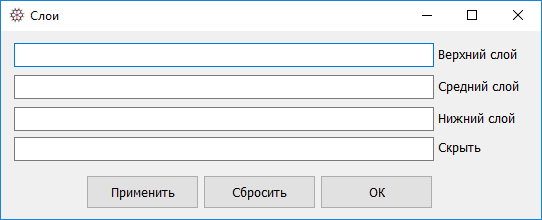 Слои
Верхний слой
Средний слой
Нижний слой
Скрыть
Применить Сбросить ОК